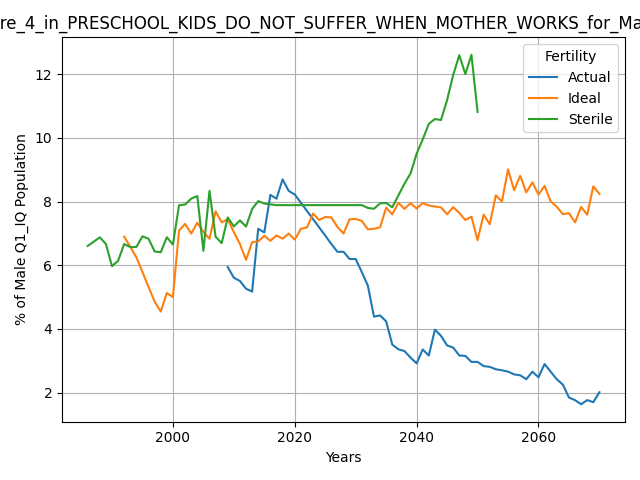 re_4_in_PRESCHOOL_KIDS_DO_NOT_SUFFER_WHEN_MOTHER_WORKS_for_Ma
Fertility
Actual
Ideal
Sterile
% of Male Q1_IQ Population
12
10
8
6
4
2
2000 2020 2040 2060
Years